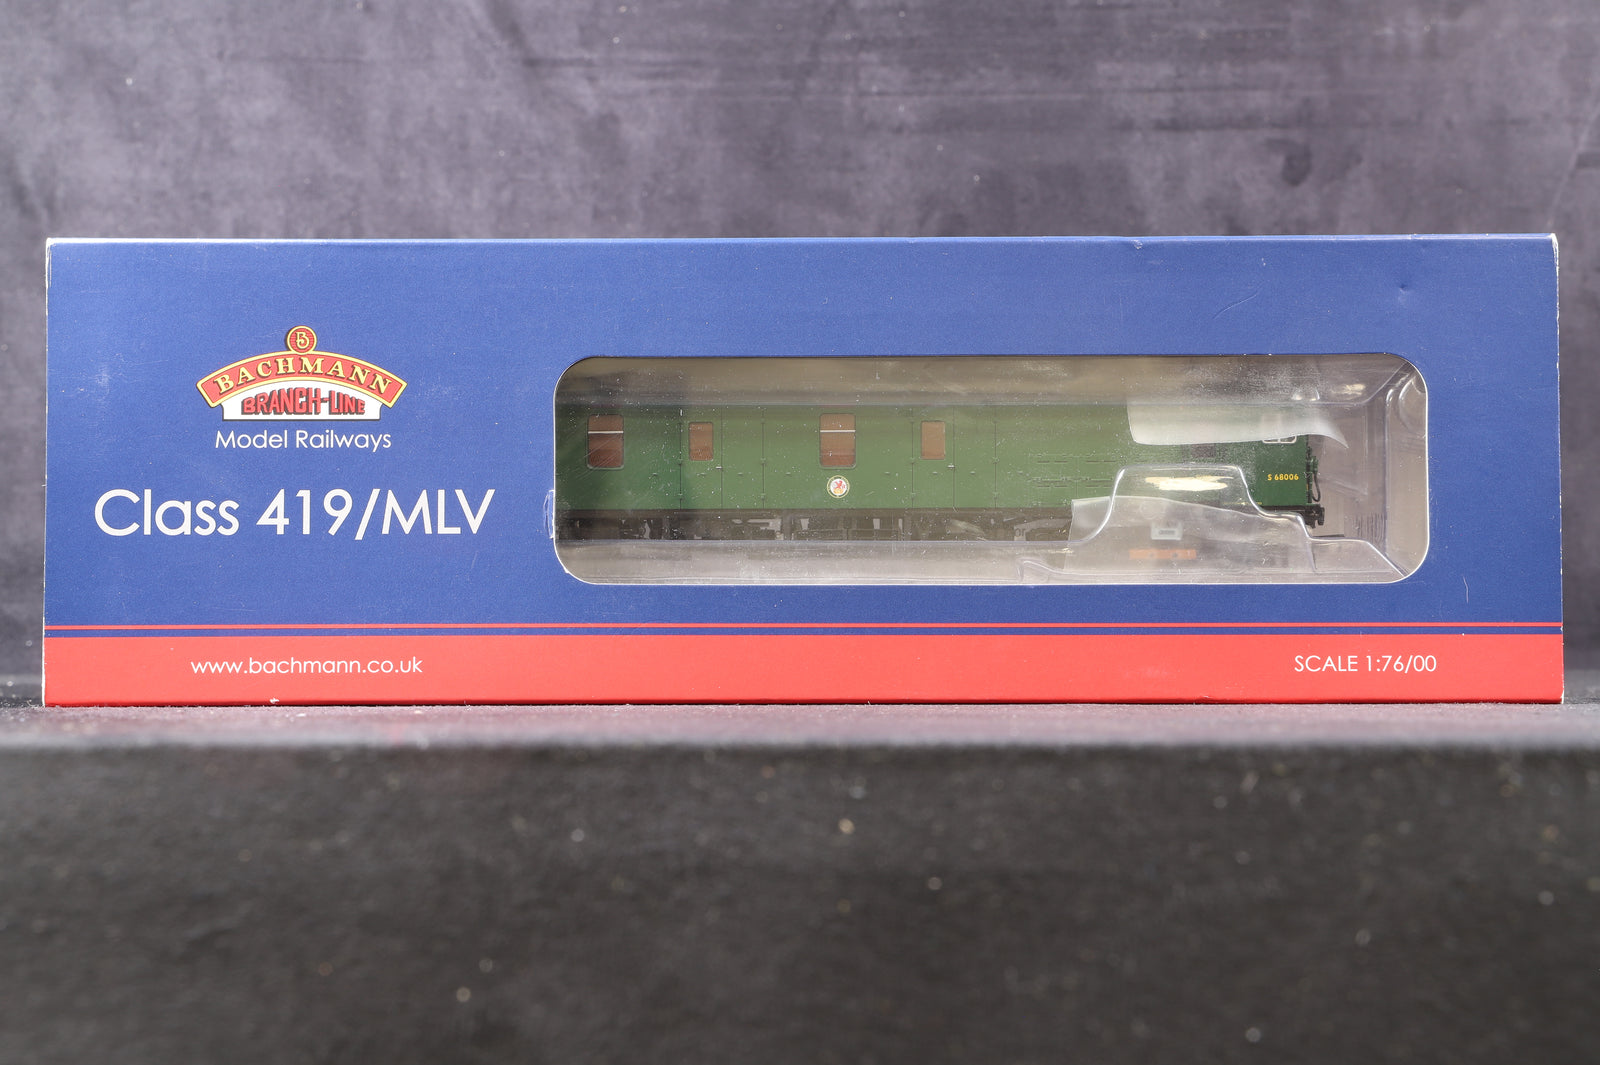 B
BACHMANN
BRANCH-LINE
Model Railways
Class 419/MLV
S 68006
www.bachmann.co.uk
SCALE 1:76/00